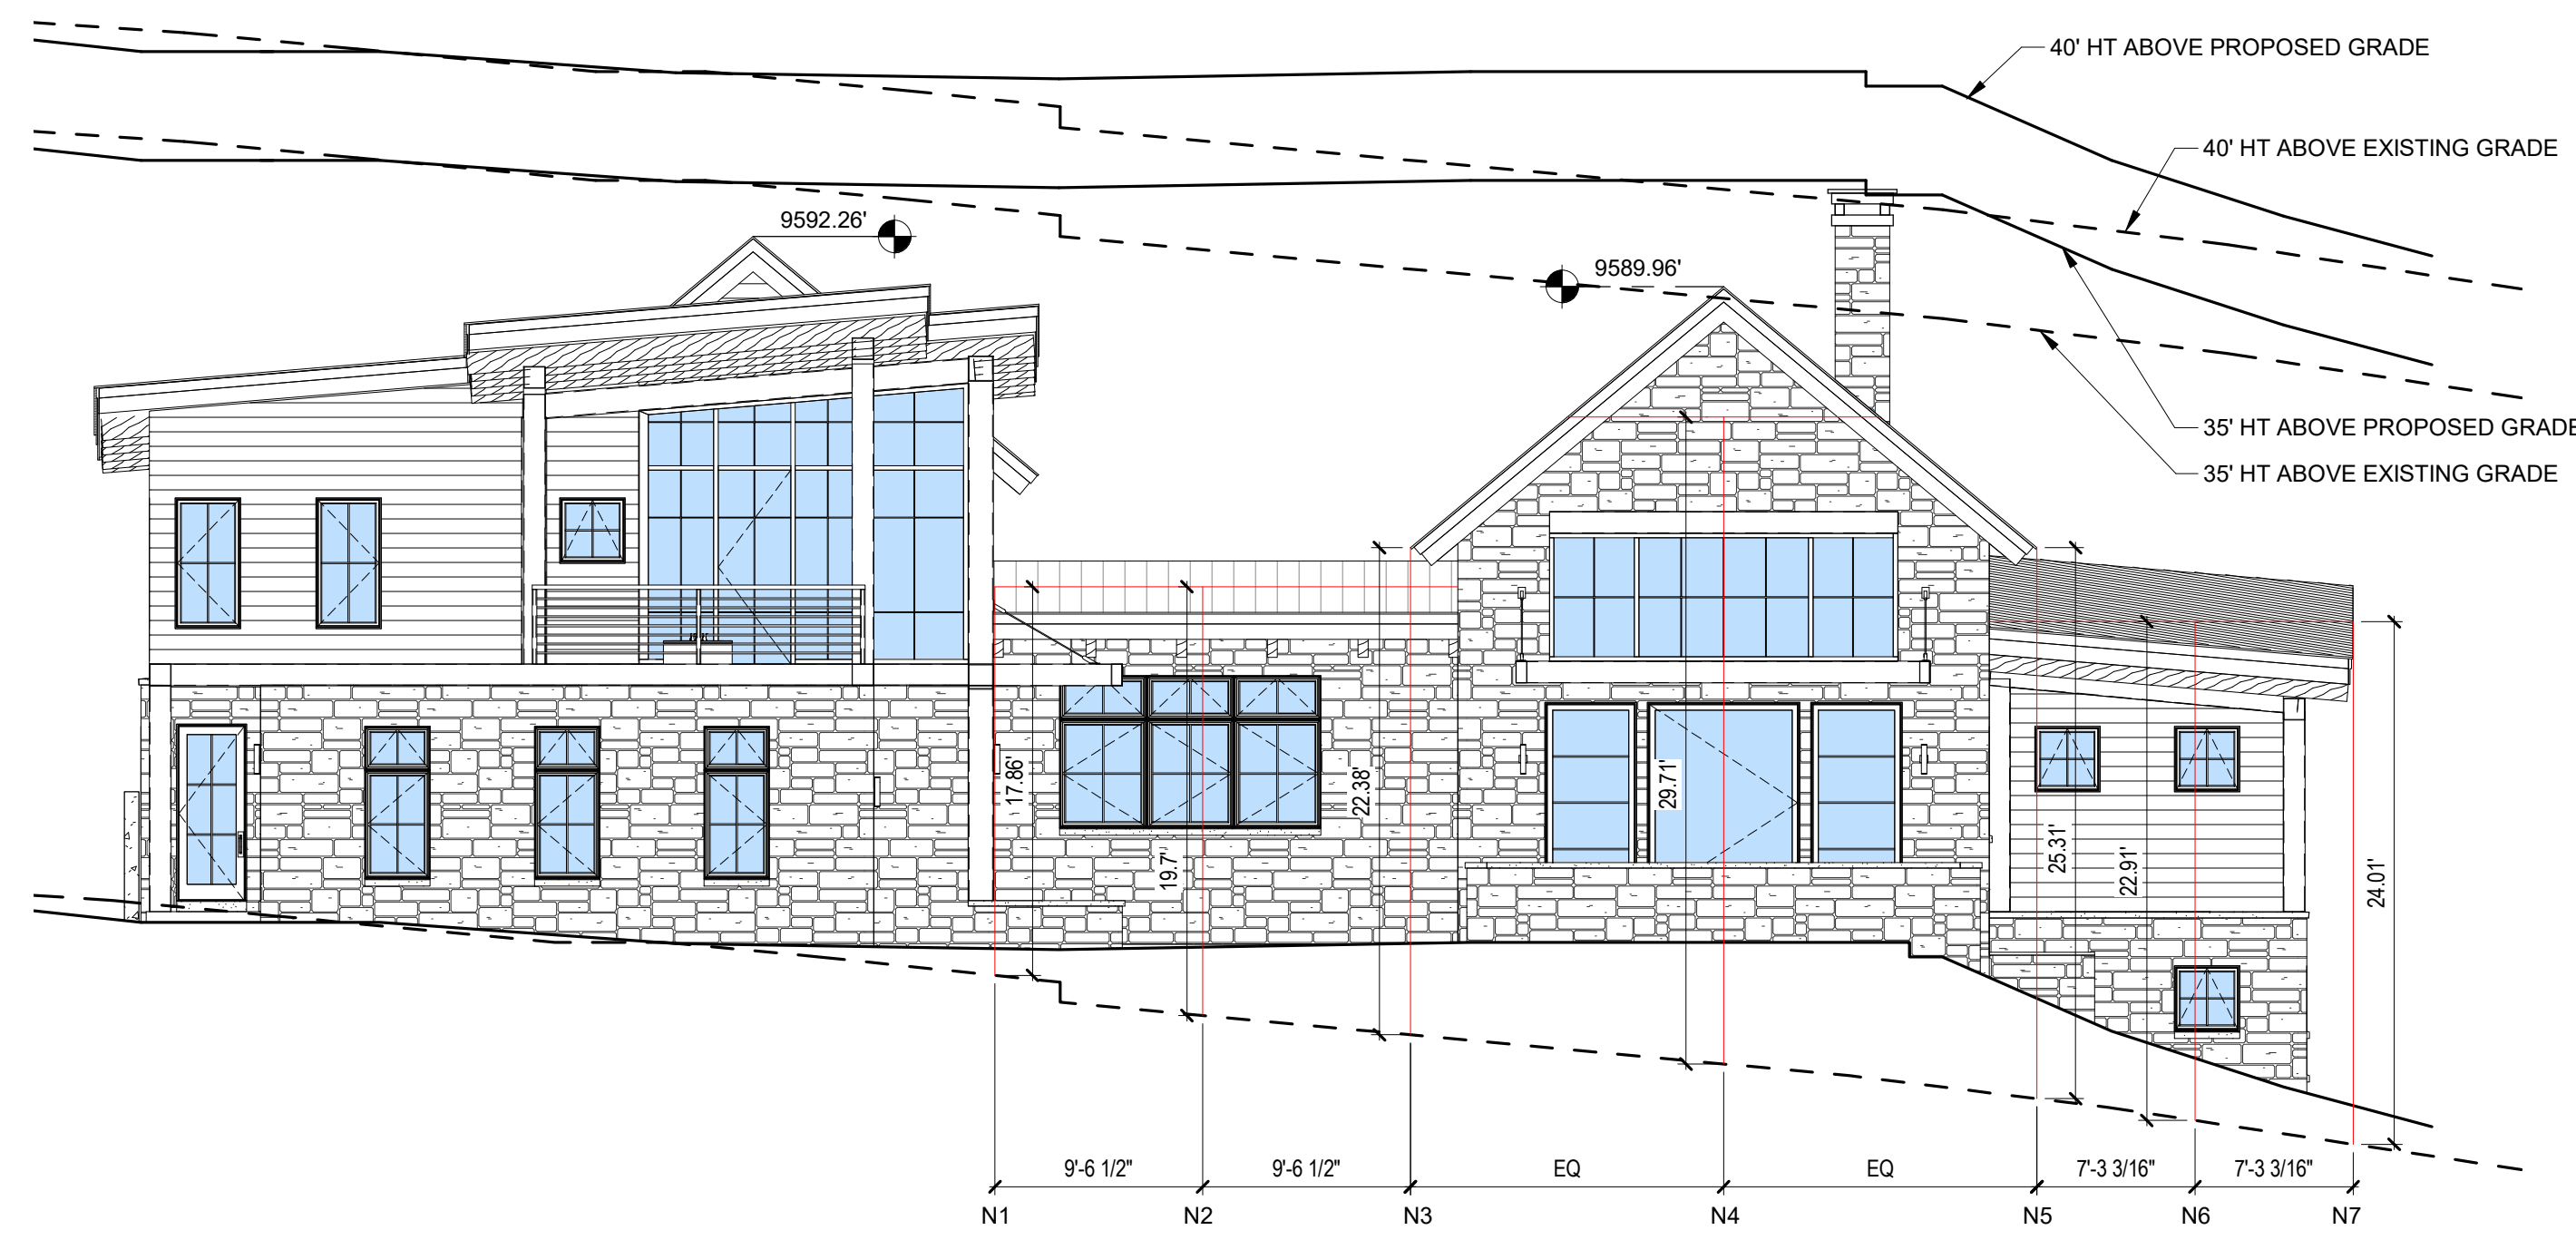 40' HT ABOVE PROPOSED GRADE
40' HT ABOVE EXISTING GRADE
9592.26'
9589.96'
35' HT ABOVE PROPOSED GRADE
35' HT ABOVE EXISTING GRADE
17.86'
19.7'
22.38'
29.71'
25.31'
22.91'
24.01'
9'-6 1/2"
9'-6 1/2"
EQ
EQ
7'-3 3/16"
7'-3 3/16"
N1
N2
N3
N4
N5
N6
N7